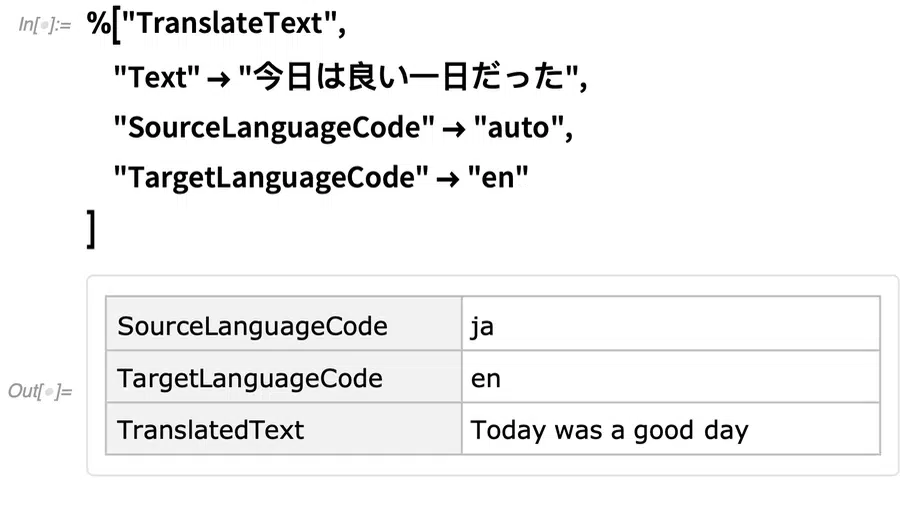 In[•]:= %["TranslateText",
"Text" → "今日は良い一日だった",
"SourceLanguageCode" → "auto",
"TargetLanguageCode" → "en"
]
SourceLanguageCode ja
Out[•]= TargetLanguageCode en
TranslatedText Today was a good day